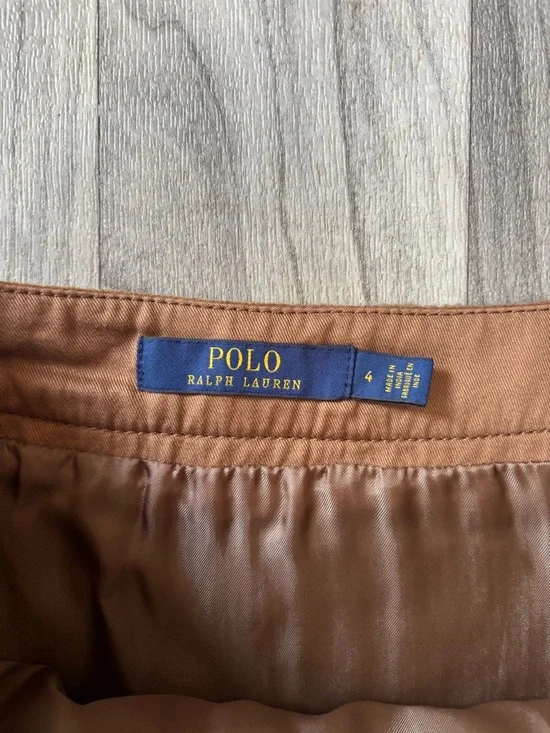 POLO
RALPH LAUREN
4
MADE IN
INDIA
FABRIQUÉ EN
INDE